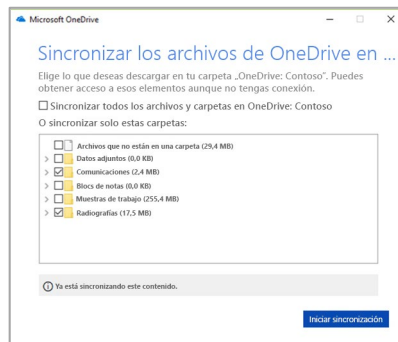 Microsoft OneDrive
Sincronizar los archivos de OneDrive en ...
Elige lo que deseas descargar en tu carpeta „OneDrive: Contoso". Puedes
obtener acceso a esos elementos aunque no tengas conexión.
Sincronizar todos los archivos y carpetas en OneDrive: Contoso
O sincronizar solo estas carpetas:
Archivos que no están en una carpeta (29,4 MB)
Datos adjuntos (0,0 KB)
Comunicaciones (2,4 MB)
Blocs de notas (0,0 KB)
Muestras de trabajo (255,4 MB)
Radiografías (17,5 MB)
Ya está sincronizando este contenido.
Iniciar sincronización